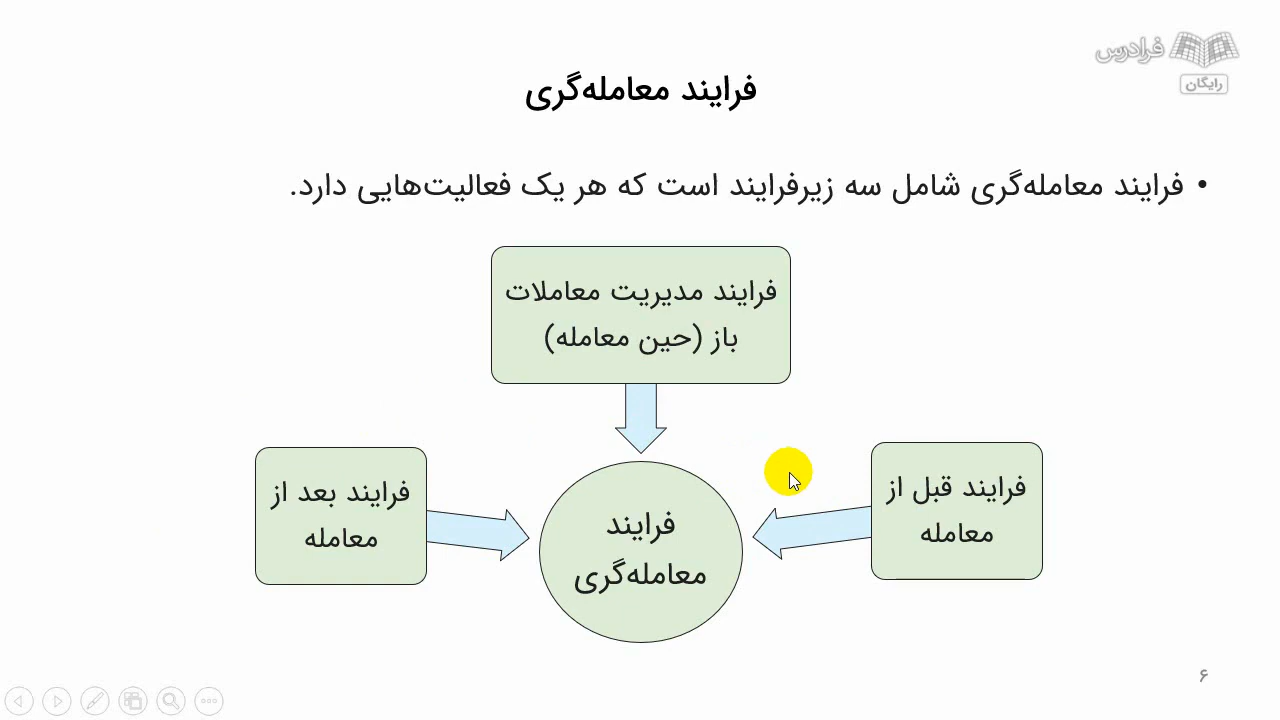 فرادرس
رایگان
فرایند معامله‌گری
• فرایند معامله‌گری شامل سه زیرفرایند است که هر یک فعالیت‌هایی دارد.
فرایند مدیریت معاملات
باز (حین معامله)
فرایند قبل از
معامله
فرایند بعد از
معامله
فرایند
معامله‌گری
۶